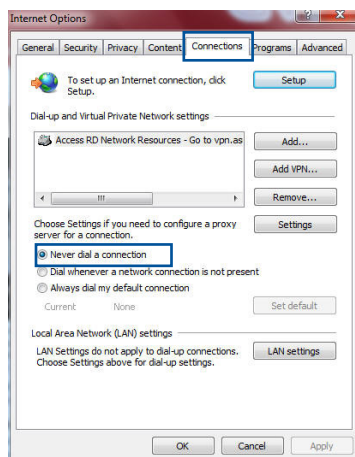 Internet Options
General Security Privacy Content Connections Programs Advanced
To set up an Internet connection, click
Setup.
Setup
Dial-up and Virtual Private Network settings
Access RD Network Resources - Go to vpn.as
Add...
Add VPN...
Remove...
Choose Settings if you need to configure a proxy
server for a connection.
Settings
Never dial a connection
Dial whenever a network connection is not present
Always dial my default connection
Current None
Set default
Local Area Network (LAN) settings
LAN Settings do not apply to dial-up connections.
Choose Settings above for dial-up settings.
LAN settings
OK Cancel Apply